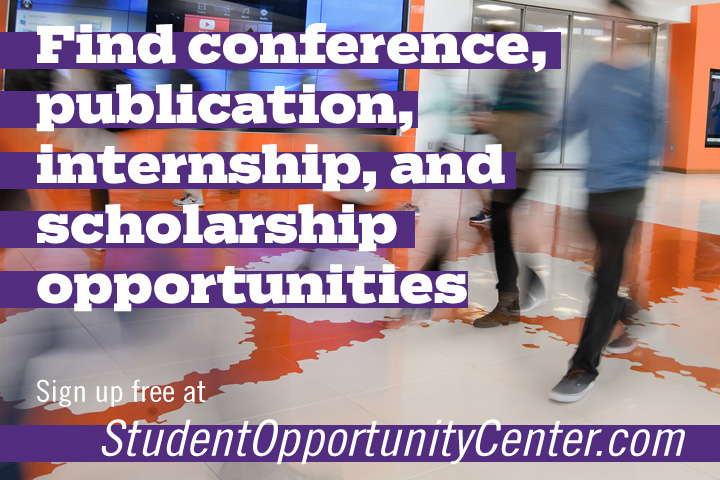 Find conference,
publication,
internship, and
scholarship
opportunities
Sign up free at
StudentOpportunityCenter.com